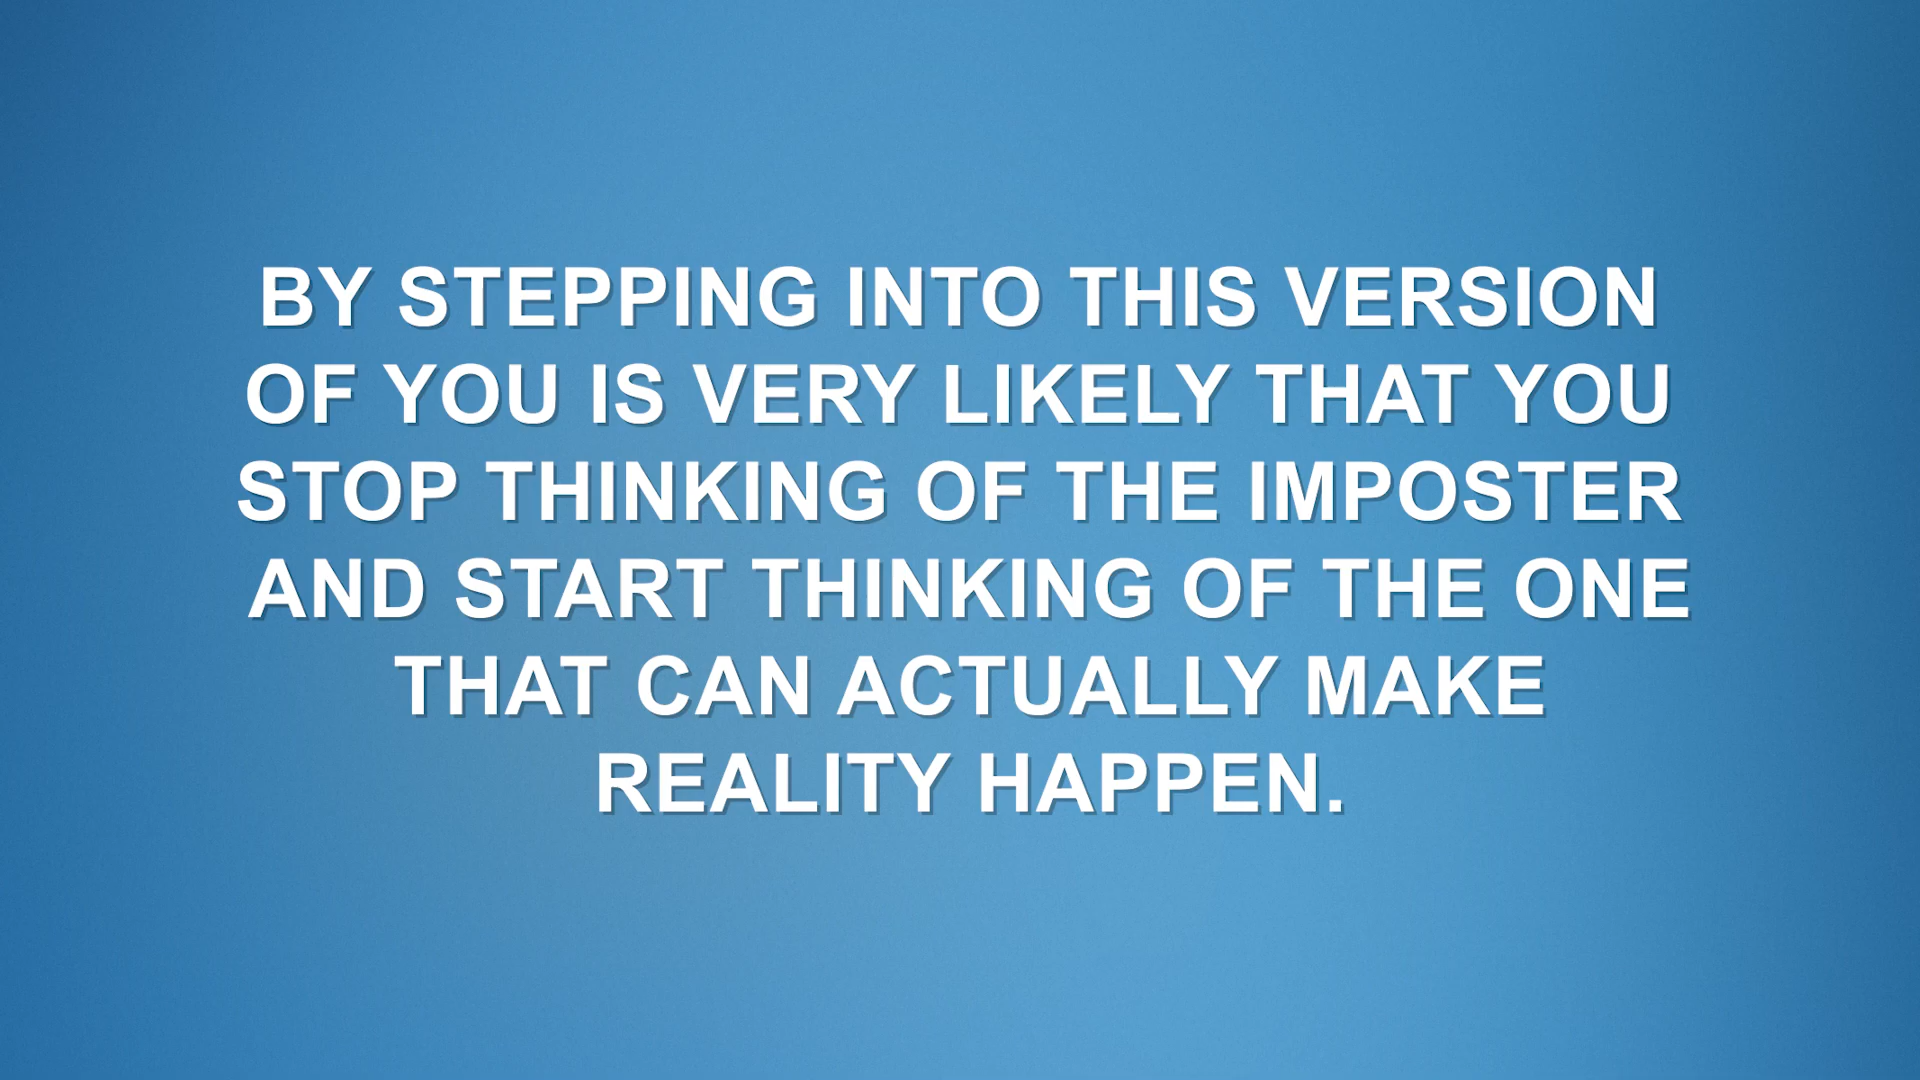 BY STEPPING INTO THIS VERSION
OF YOU IS VERY LIKELY THAT YOU
STOP THINKING OF THE IMPOSTER
AND START THINKING OF THE ONE
THAT CAN ACTUALLY MAKE
REALITY HAPPEN.